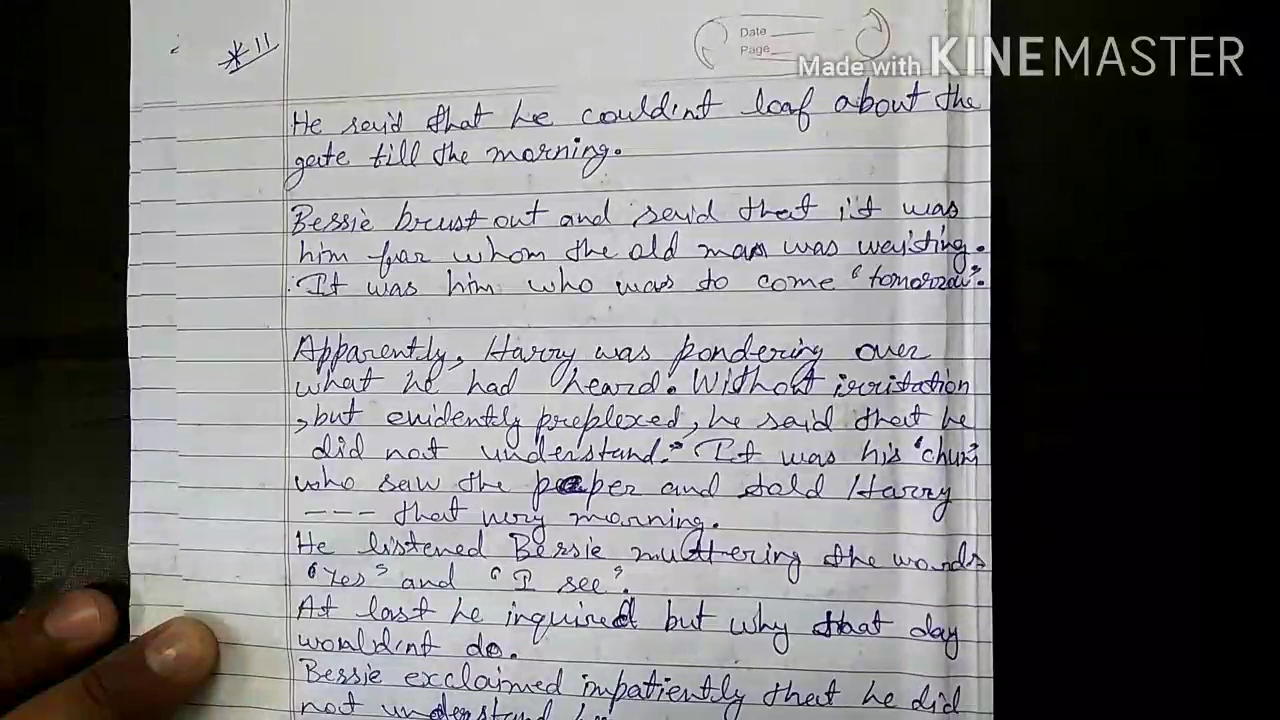 *11
Date
Page
Made with KINEMASTER
He said that he couldn't loaf about the
gate till the morning.
Bessie brust out and said that it was
him for whom the old man was waiting.
It was him who was to come "tomorrow".
Apparently, Harry was pondering over
what he had heard. Without irritation
, but evidently preplexed, he said that he
did not understand. It was his 'chum'
who saw the paper and told Harry
--- that very morning.
He listened Bessie muttering the words
"Yes" and "I see".
At last he inquired but why that day
wouldn't do.
Bessie exclaimed impatiently that he did
not understand